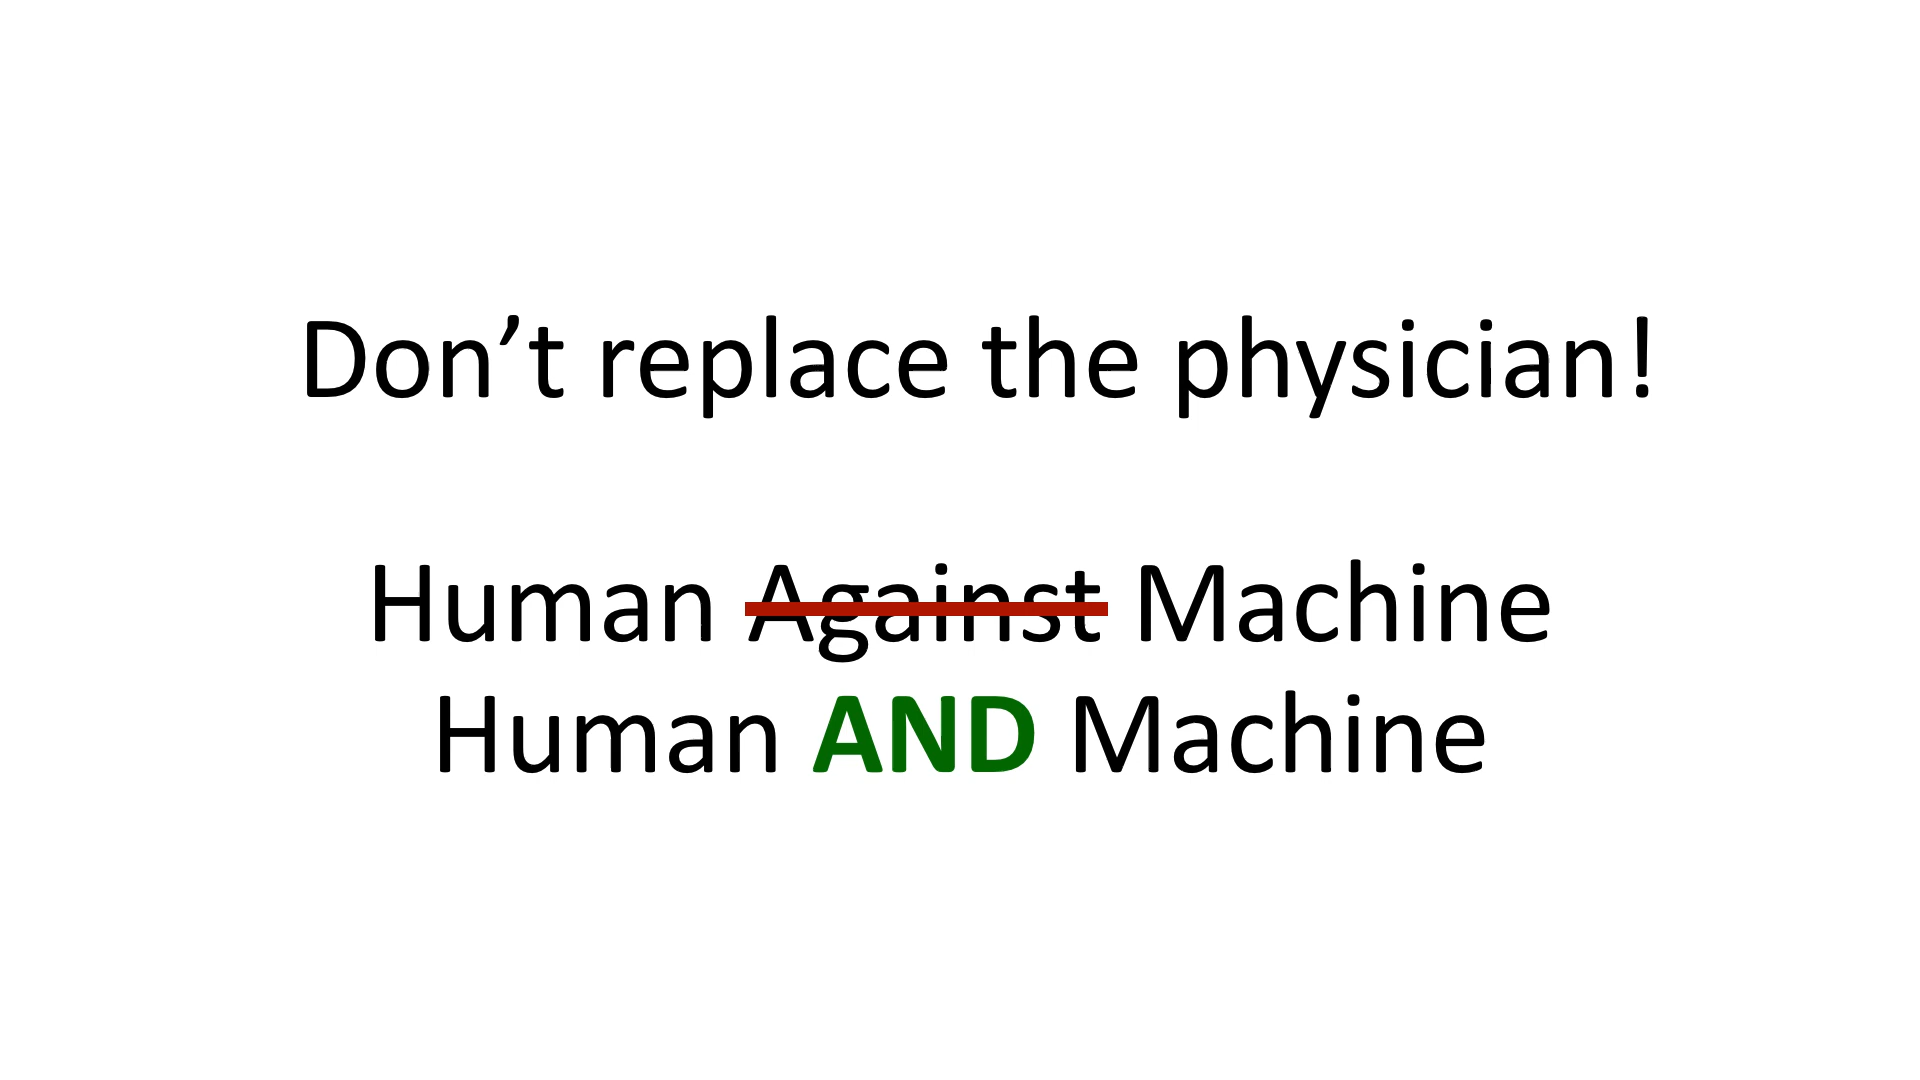 Don’t replace the physician!
Human Against Machine
Human AND Machine